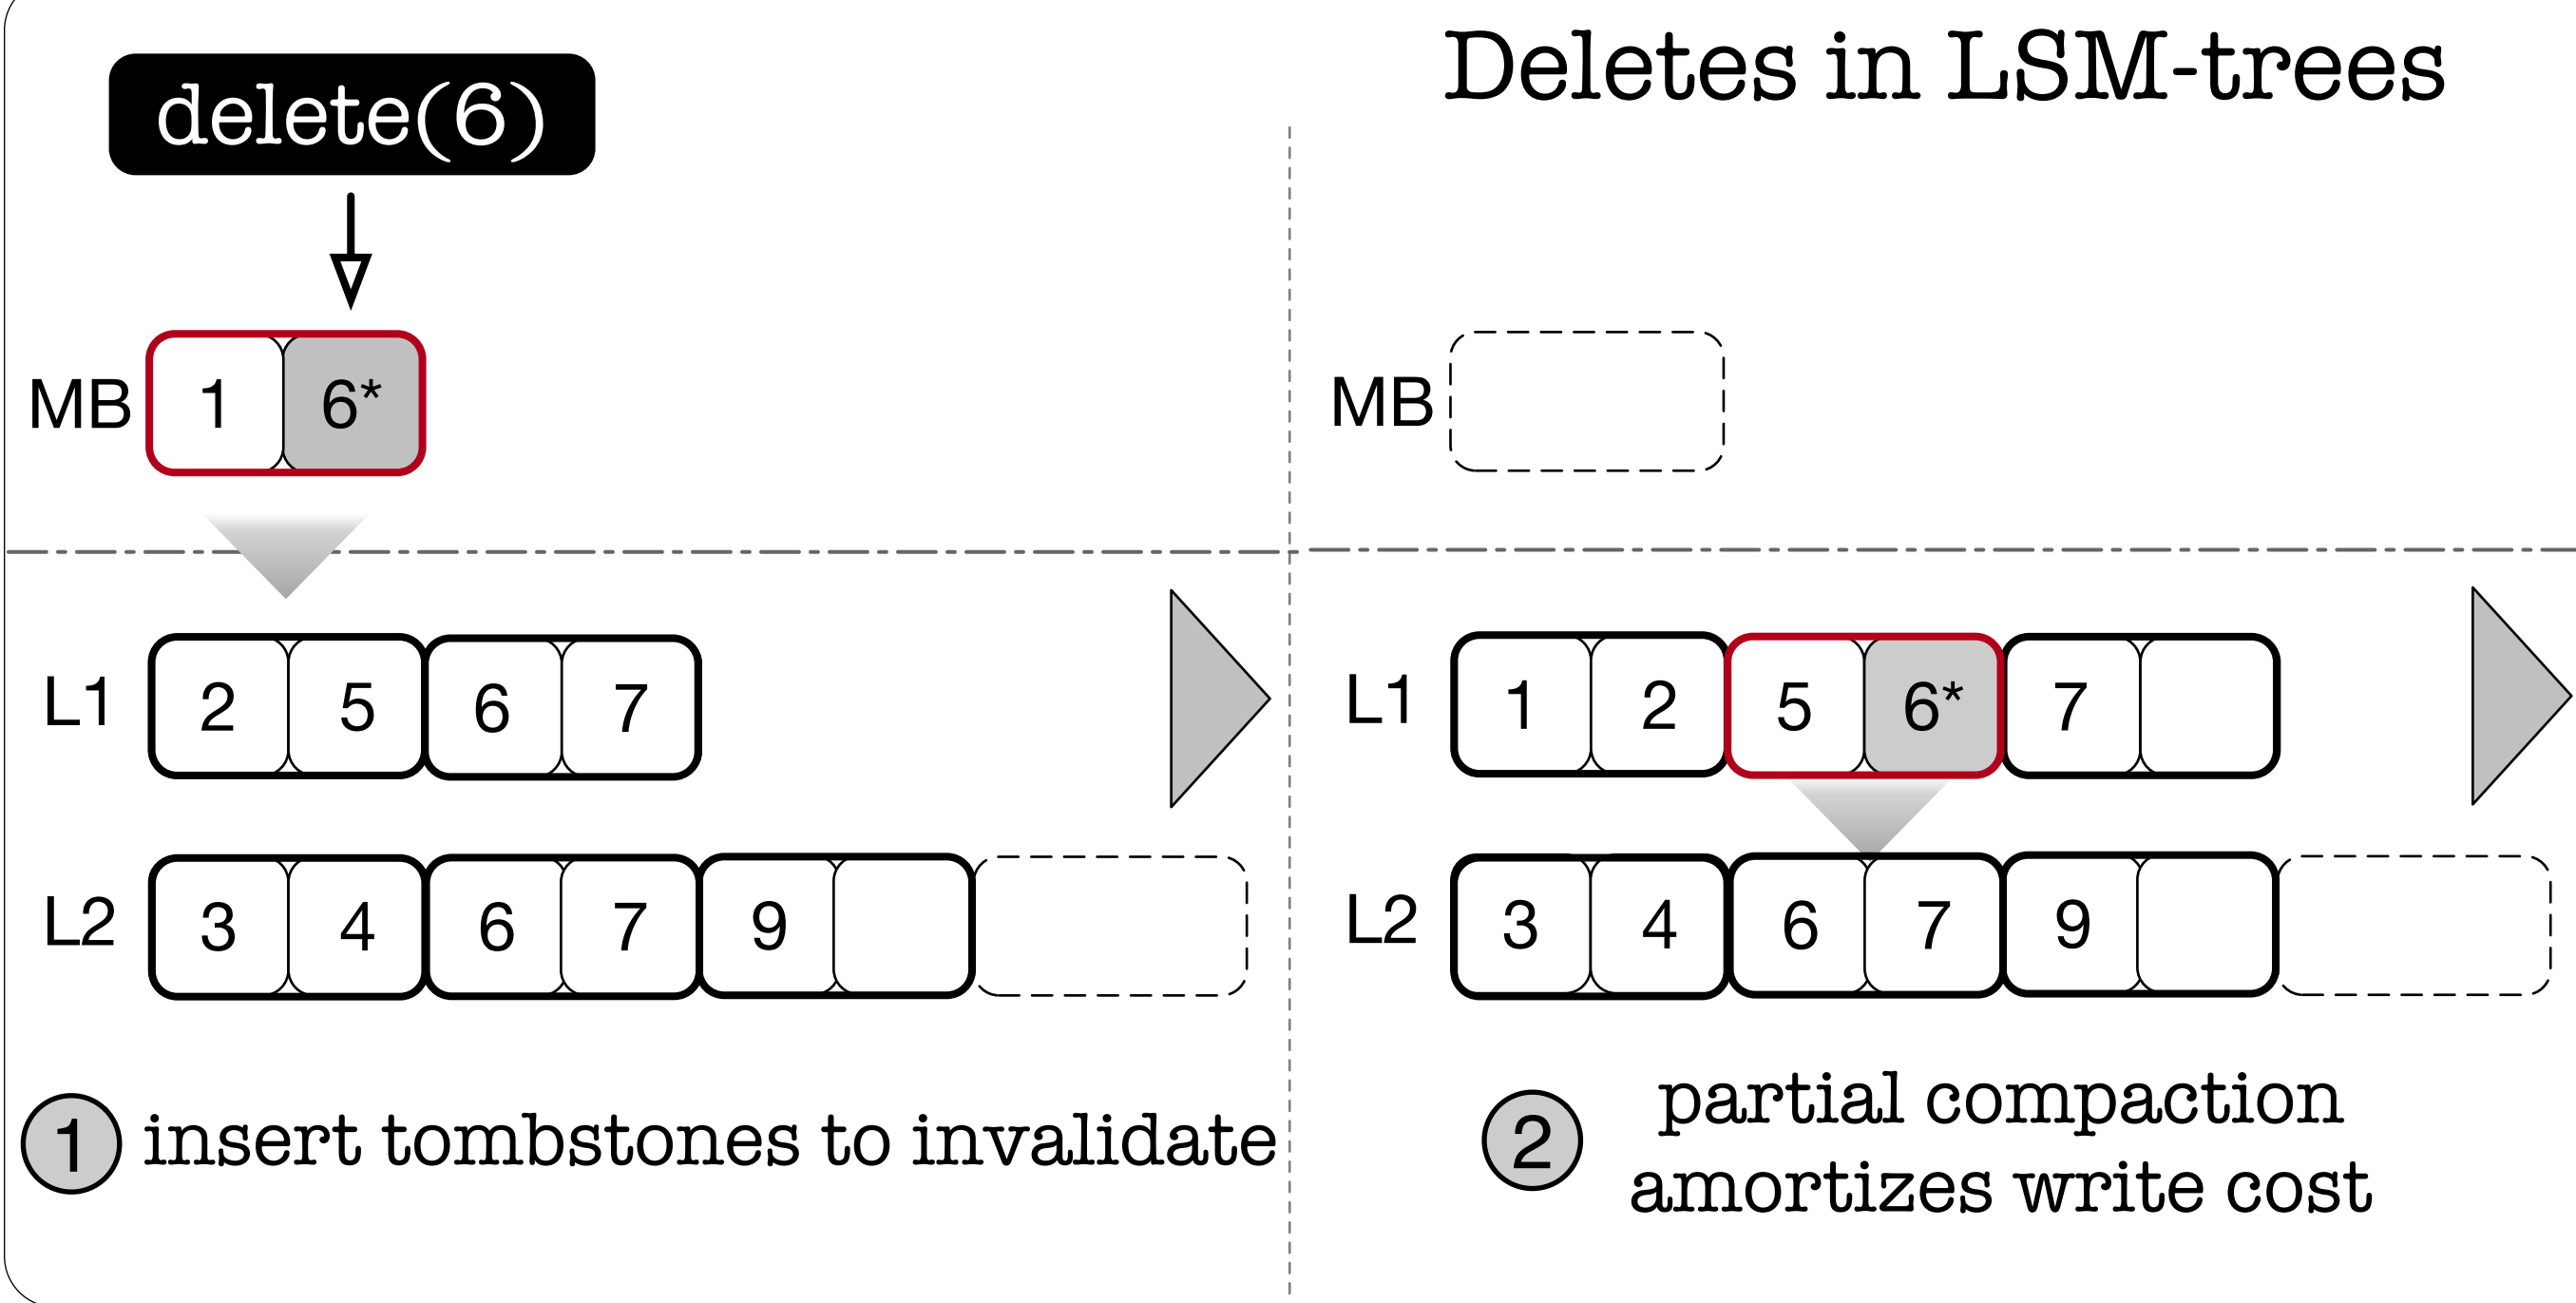 Deletes in LSM-trees
delete(6)
MB 1 6*
L1 2 5 6 7
L2 3 4 6 7 9
1 insert tombstones to invalidate
MB
L1 1 2 5 6* 7
L2 3 4 6 7 9
2 partial compaction
amortizes write cost